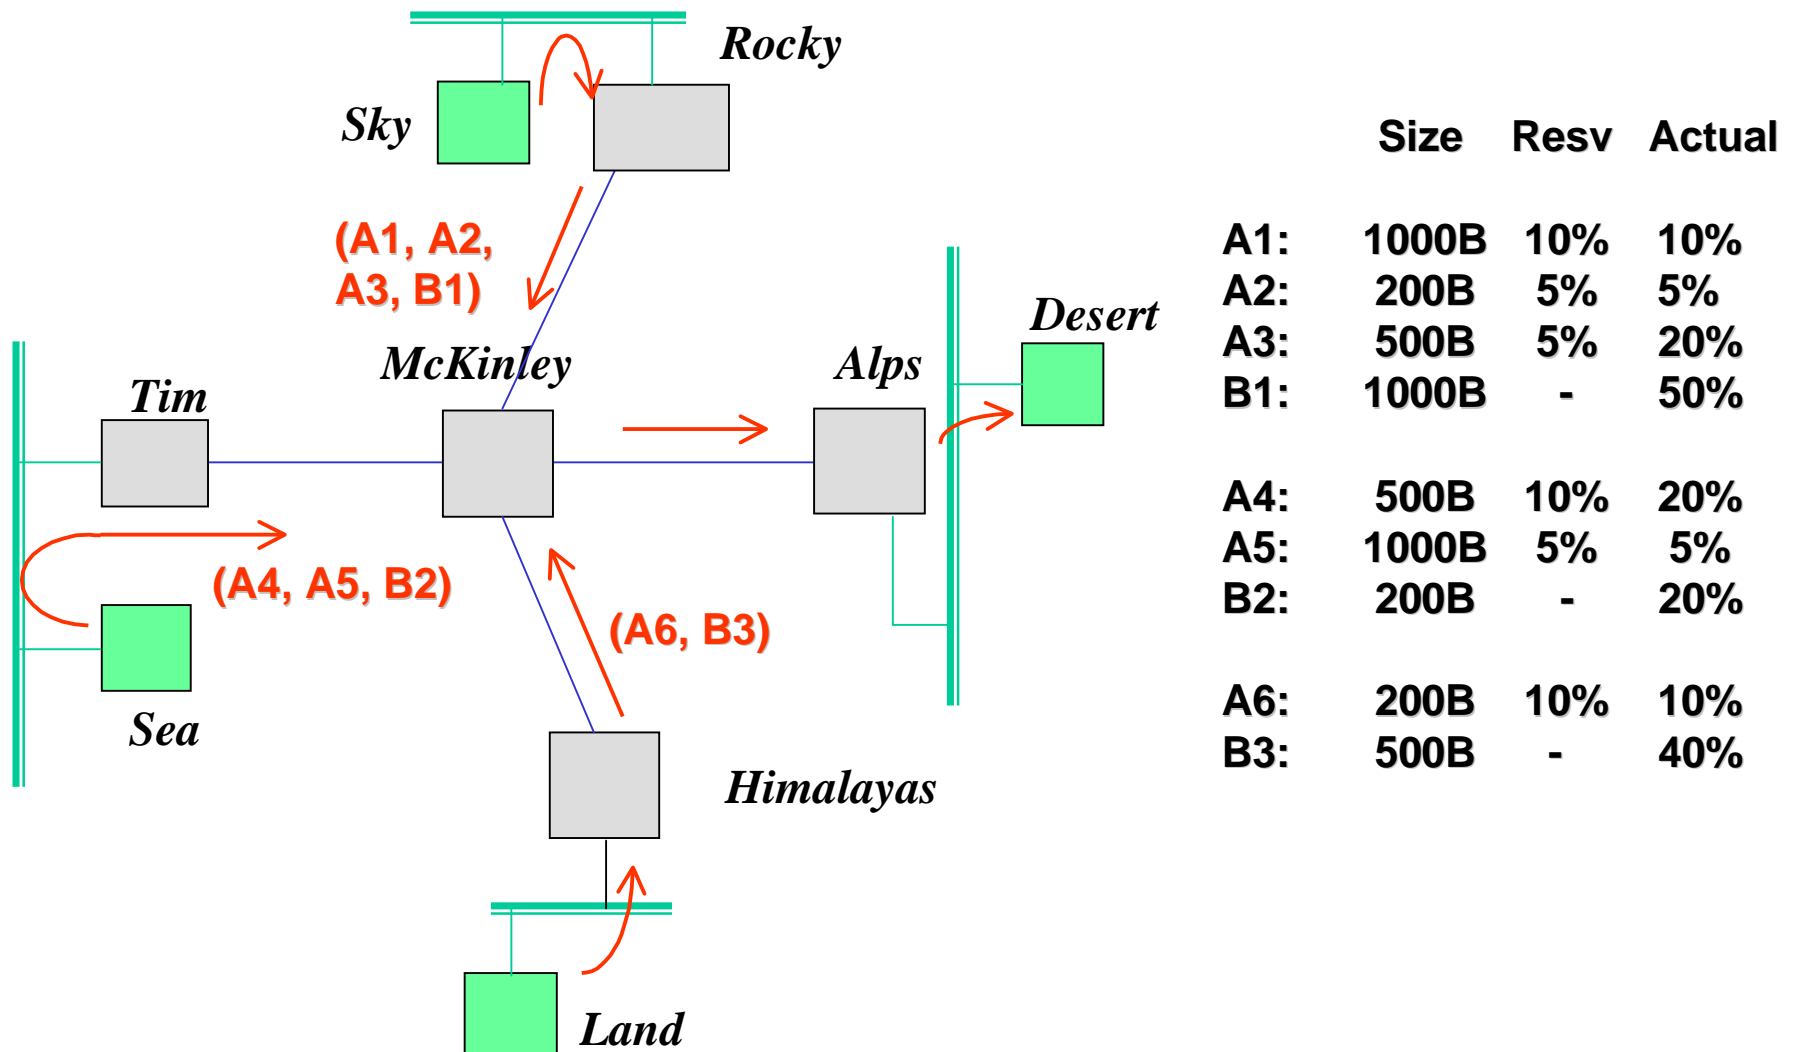 Rocky
Sky
(A1, A2,
A3, B1)
McKinley
Alps
Desert
Tim
(A4, A5, B2)
(A6, B3)
Sea
Himalayas
Land
Size Resv Actual
A1: 1000B 10% 10%
A2: 200B 5% 5%
A3: 500B 5% 20%
B1: 1000B - 50%
A4: 500B 10% 20%
A5: 1000B 5% 5%
B2: 200B - 20%
A6: 200B 10% 10%
B3: 500B - 40%